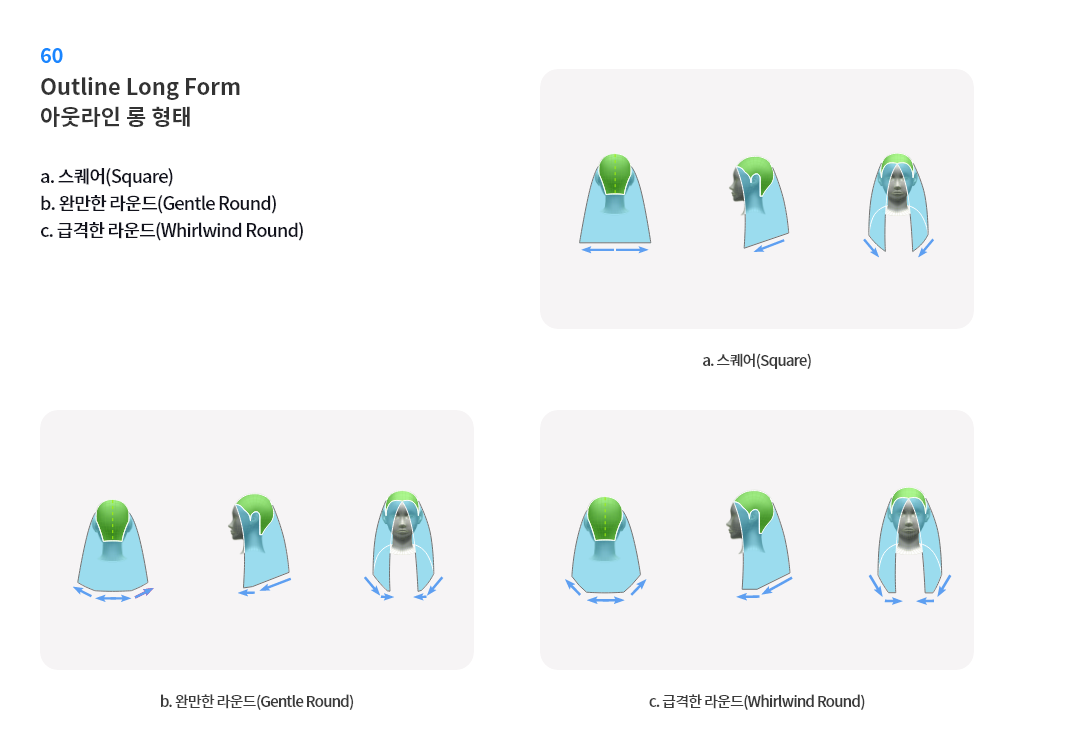 60
Outline Long Form
아웃라인 롱 형태
a. 스퀘어(Square)
b. 완만한 라운드(Gentle Round)
c. 급격한 라운드(Whirlwind Round)
a. 스퀘어(Square)
b. 완만한 라운드(Gentle Round)
c. 급격한 라운드(Whirlwind Round)